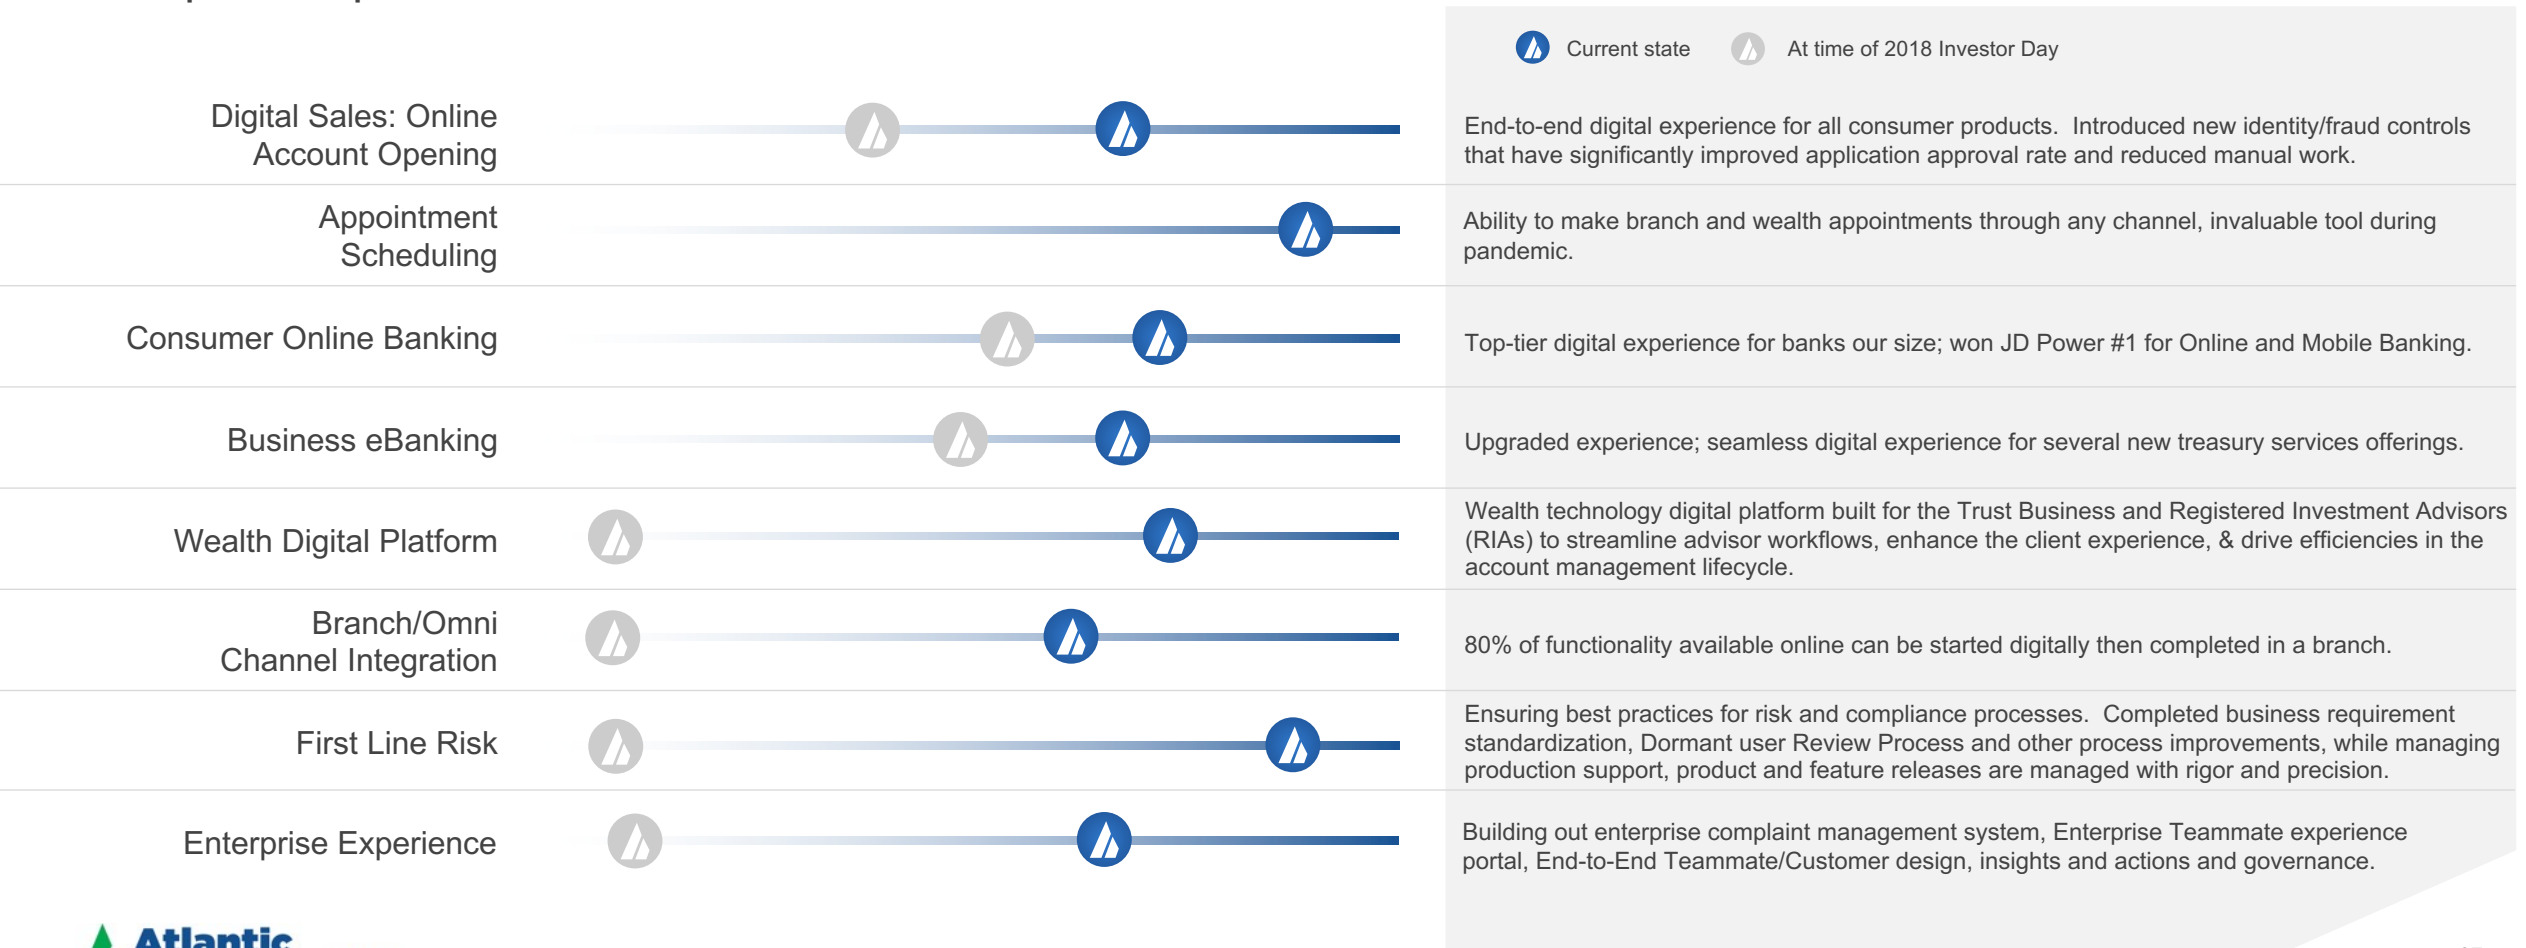 Current state
At time of 2018 Investor Day
Digital Sales: Online
Account Opening
End-to-end digital experience for all consumer products.  Introduced new identity/fraud controls
that have significantly improved application approval rate and reduced manual work.
Appointment
Scheduling
Ability to make branch and wealth appointments through any channel, invaluable tool during
pandemic.
Consumer Online Banking
Top-tier digital experience for banks our size; won JD Power #1 for Online and Mobile Banking.
Business eBanking
Upgraded experience; seamless digital experience for several new treasury services offerings.
Wealth Digital Platform
Wealth technology digital platform built for the Trust Business and Registered Investment Advisors
(RIAs) to streamline advisor workflows, enhance the client experience, & drive efficiencies in the
account management lifecycle.
Branch/Omni
Channel Integration
80% of functionality available online can be started digitally then completed in a branch.
First Line Risk
Ensuring best practices for risk and compliance processes.  Completed business requirement
standardization, Dormant user Review Process and other process improvements, while managing
production support, product and feature releases are managed with rigor and precision.
Enterprise Experience
Building out enterprise complaint management system, Enterprise Teammate experience
portal, End-to-End Teammate/Customer design, insights and actions and governance.
Atlantic